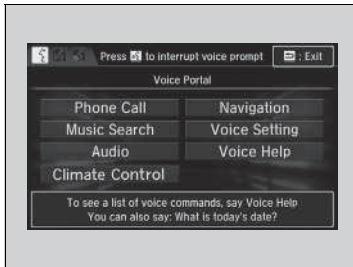 Press to interrupt voice prompt : Exit
Voice Portal
Phone Call Navigation
Music Search Voice Setting
Audio Voice Help
Climate Control
To see a list of voice commands, say Voice Help
You can also say: What is today's date?